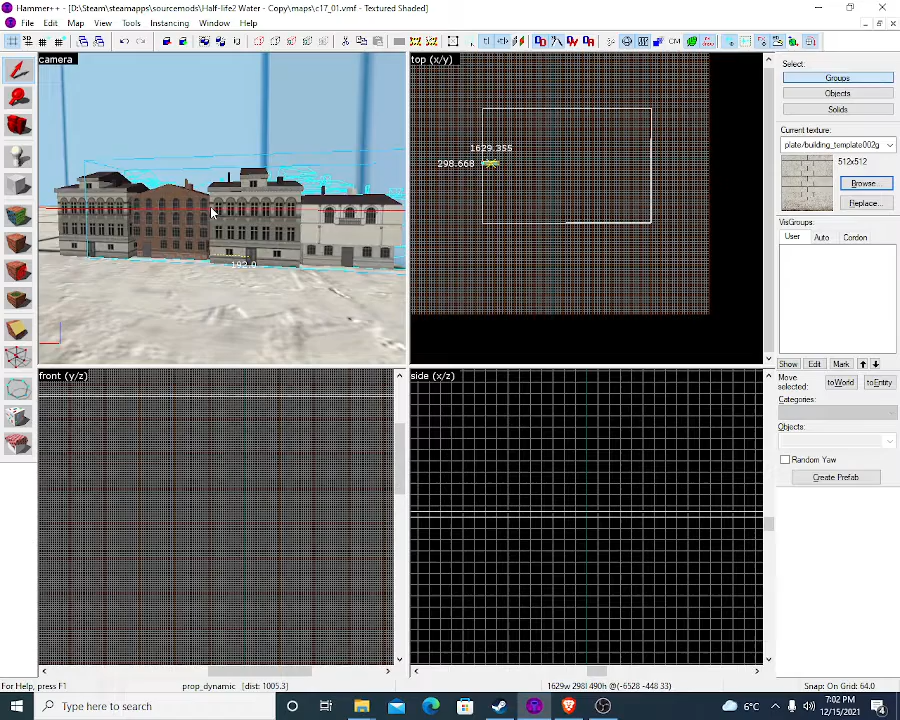 Hammer++ - [D:\Steam\steamapps\sourcemods\Half-life2 Water - Copy\maps\c17_01.vmf - Textured Shaded]
File Edit Map View Tools Instancing Window Help
camera
192.0
top (x/y)
1629.355
298.668
front (y/z)
side (x/z)
Select:
Groups
Objects
Solids
Current texture:
plate/building_template002g
512x512
Browse...
Replace...
VisGroups:
User Auto Cordon
Show Edit Mark
Move selected:
toWorld toEntity
Categories:
Objects:
Random Yaw
Create Prefab
For Help, press F1
prop_dynamic [dist: 1005.3]
1629w 298l 490h @(-6528 -448 33)
Snap: On Grid: 64.0
Type here to search
6°C
7:02 PM
12/15/2021